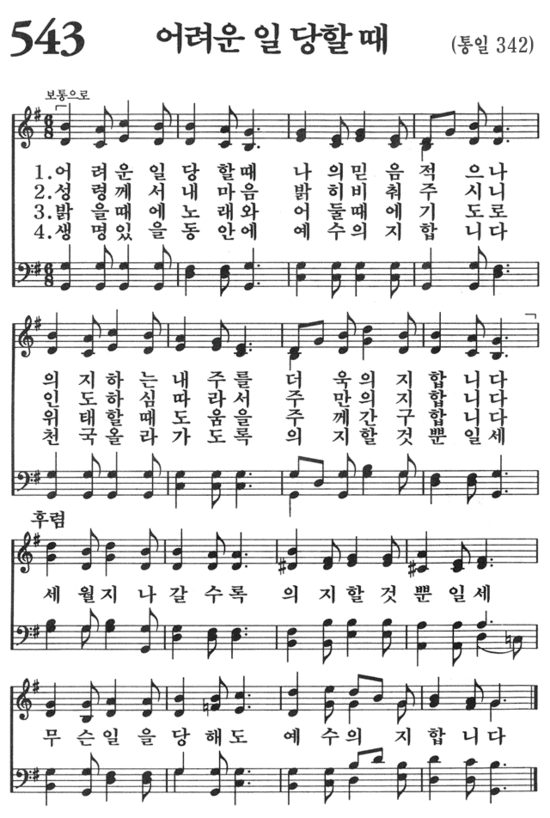 543 어려운 일 당할 때 (통일 342)
보통으로
1.어 려 운 일 당 할 때 나 의 믿 음 적 으 나
2.성 령 께 서 내 마 음 밝 히 비 춰 주 시 니
3.밝 을 때 에 노 래 와 어 둘 때 에 기 도 로
4.생 명 있 을 동 안 에 예 수 의 지 합 니 다
의 지 하 는 내 주 를 더 욱 의 지 합 니 다
인 도 하 심 따 라 서 주 만 의 지 합 니 다
위 태 할 때 도 움 을 주 께 간 구 합 니 다
천 국 올 라 가 도 록 의 지 할 것 뿐 일 세
후렴
세 월 지 나 갈 수 록 의 지 할 것 뿐 일 세
무 슨 일 을 당 해 도 예 수 의 지 합 니 다